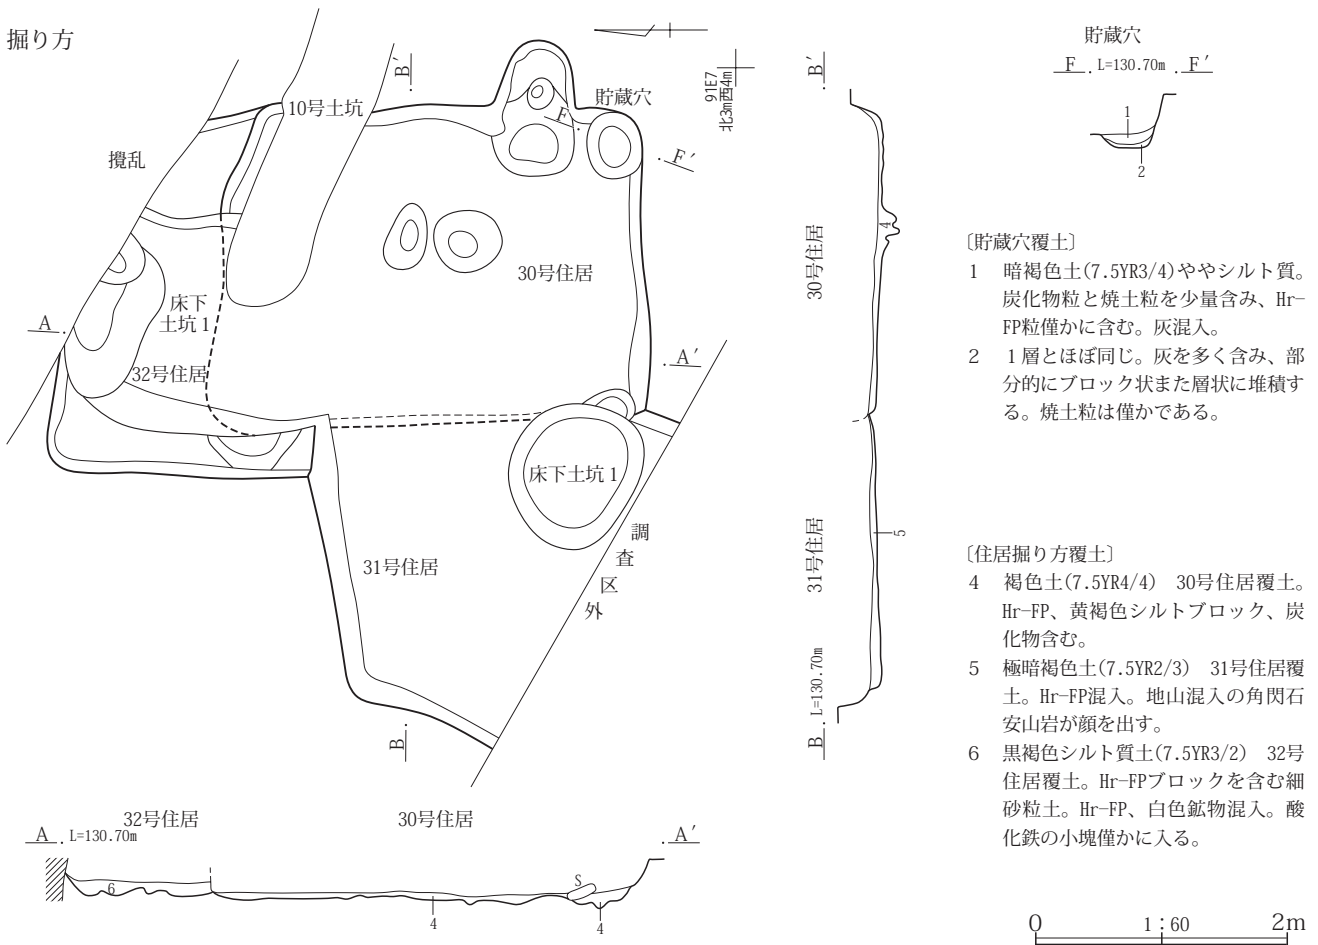 掘り方
貯蔵穴
F L=130.70m F′
1
2
91E7
北3m西4m
B′
10号土坑
貯蔵穴
F
F′
攪乱
30号住居
床下
土坑1
A
A′
32号住居
床下土坑1
31号住居
調
査
区
外
B
B′
30号住居
4
31号住居
5
B L=130.70m
〔貯蔵穴覆土〕
1 暗褐色土(7.5YR3/4)ややシルト質。
炭化物粒と焼土粒を少量含み、Hr-
FP粒僅かに含む。灰混入。
2 1層とほぼ同じ。灰を多く含み、部
分的にブロック状また層状に堆積す
る。焼土粒は僅かである。
〔住居掘り方覆土〕
4 褐色土(7.5YR4/4) 30号住居覆土。
Hr-FP、黄褐色シルトブロック、炭
化物含む。
5 極暗褐色土(7.5YR2/3) 31号住居覆
土。Hr-FP混入。地山混入の角閃石
安山岩が顔を出す。
6 黒褐色シルト質土(7.5YR3/2) 32号
住居覆土。Hr-FPブロックを含む細
砂粒土。Hr-FP、白色鉱物混入。酸
化鉄の小塊僅かに入る。
32号住居 30号住居
A L=130.70m A′
6
S
4
4
0 1:60 2m